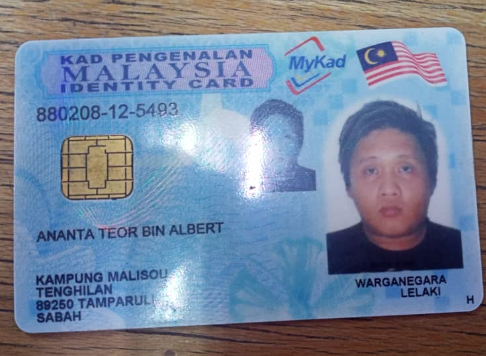 KAD PENGENALAN
MALAYSIA
IDENTITY CARD
MyKad
880208-12-5493
ANANTA TEOR BIN ALBERT
KAMPUNG MALISOU
TENGHILAN
89250 TAMPARULI
SABAH
WARGANEGARA
LELAKI
H